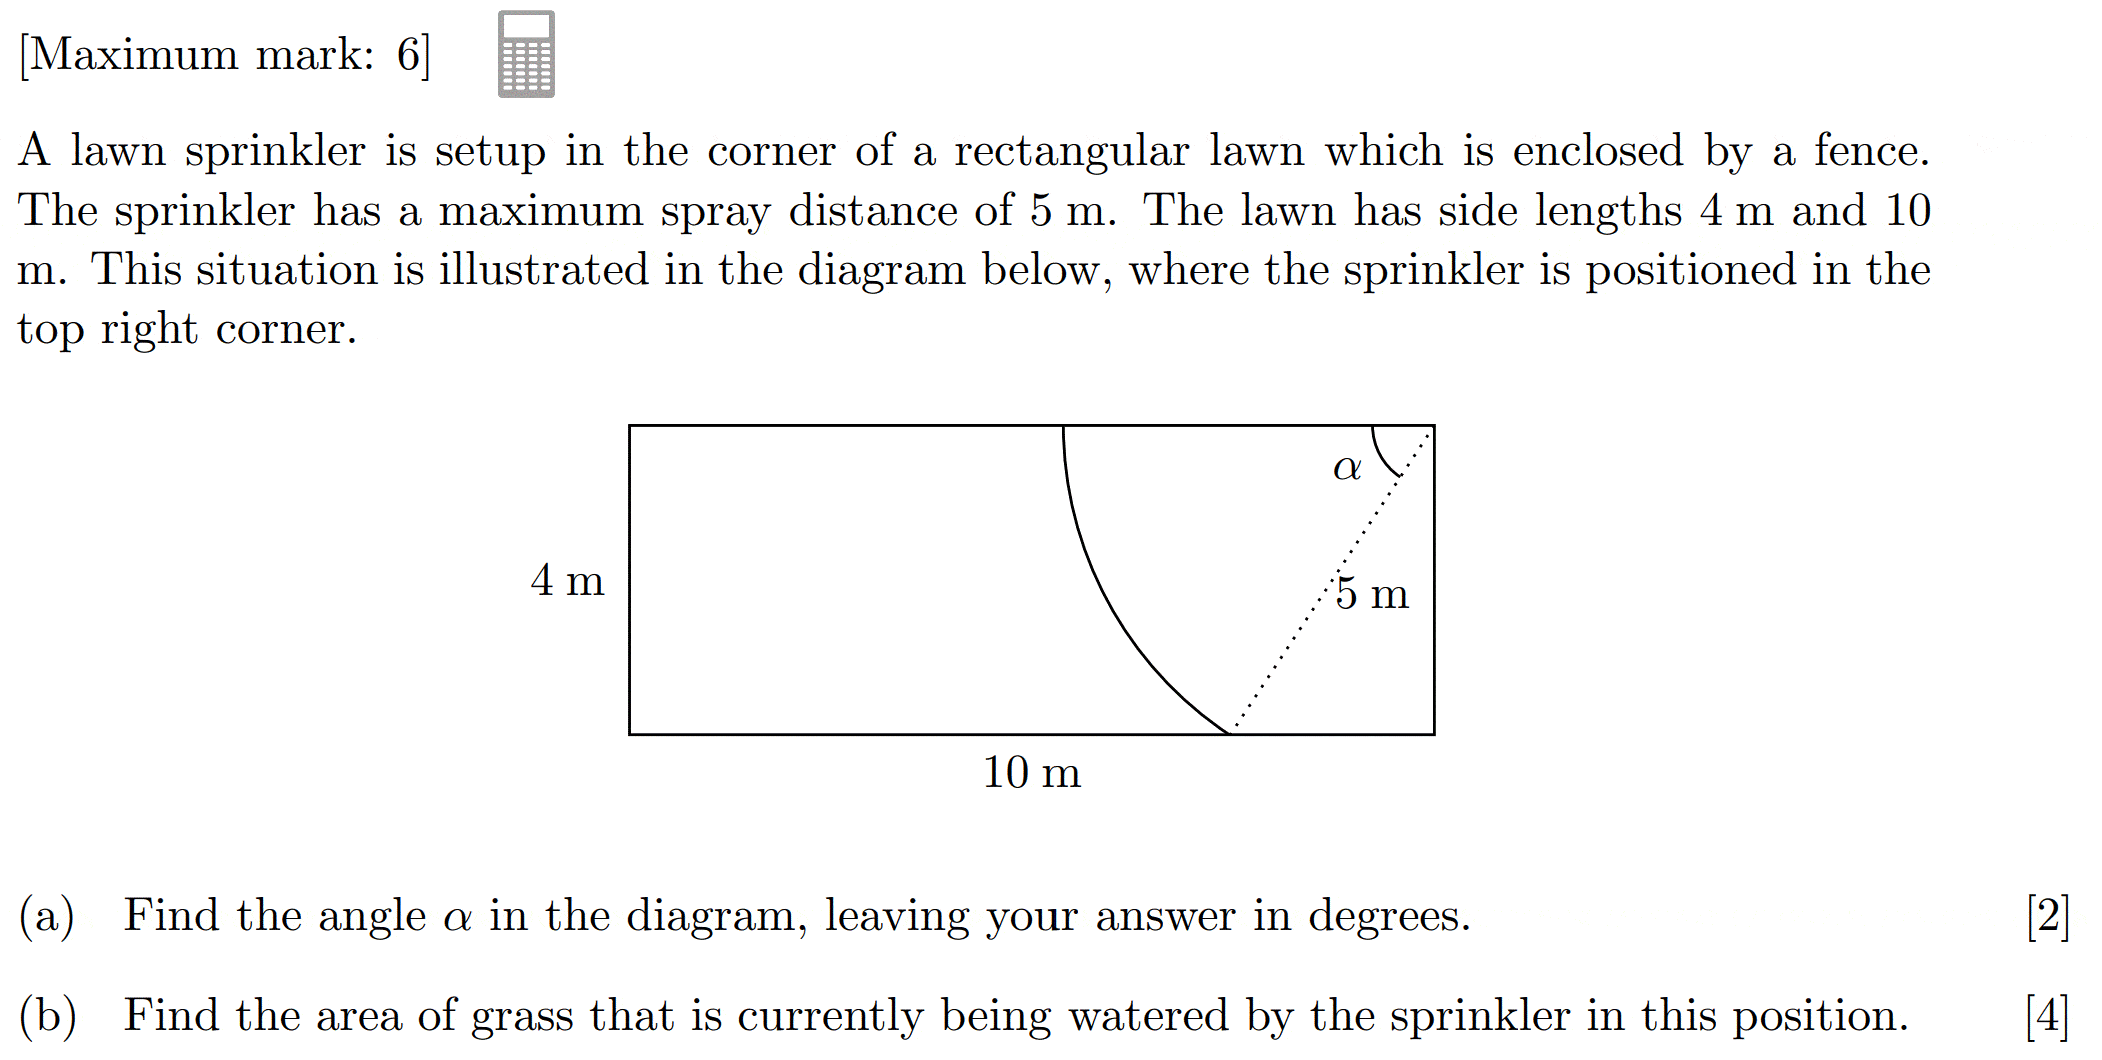 [Maximum mark: 6]
A lawn sprinkler is setup in the corner of a rectangular lawn which is enclosed by a fence.
The sprinkler has a maximum spray distance of 5 m. The lawn has side lengths 4 m and 10
m. This situation is illustrated in the diagram below, where the sprinkler is positioned in the
top right corner.
α
4 m
5 m
10 m
(a) Find the angle α in the diagram, leaving your answer in degrees. [2]
(b) Find the area of grass that is currently being watered by the sprinkler in this position. [4]